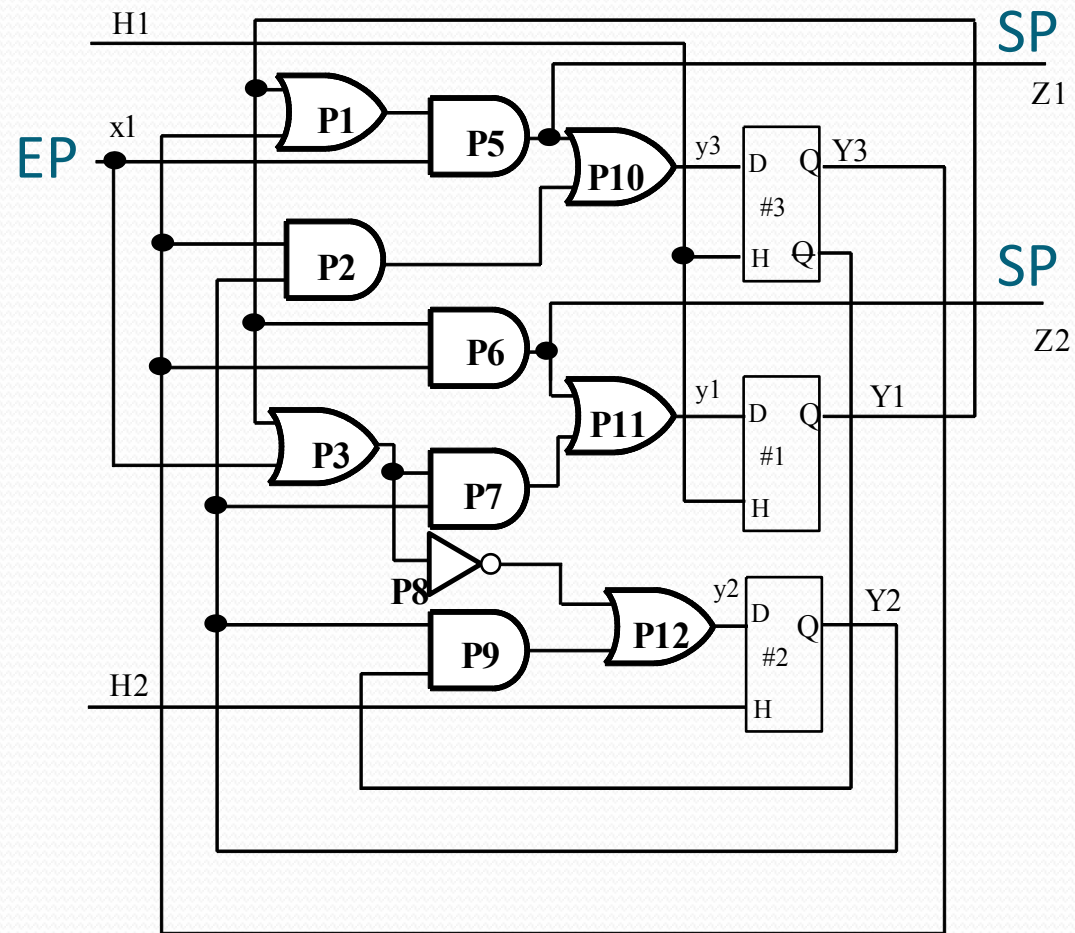 H1
SP
Z1
x1
EP
P1
P5
P10
y3
D
Q
Y3
#3
H
Q
P2
SP
Z2
P6
P11
y1
D
Q
Y1
#1
H
P3
P7
P8
P9
P12
y2
D
Q
Y2
#2
H
H2